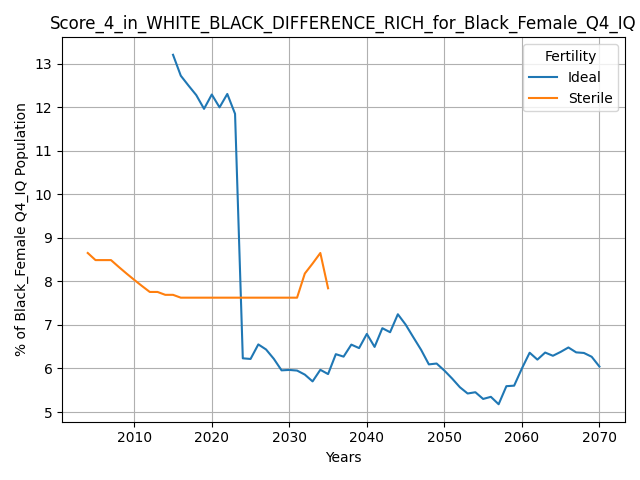 Score_4_in_WHITE_BLACK_DIFFERENCE_RICH_for_Black_Female_Q4_IQ
Fertility
Ideal
Sterile
% of Black_Female Q4_IQ Population
13
12
11
10
9
8
7
6
5
2010 2020 2030 2040 2050 2060 2070
Years